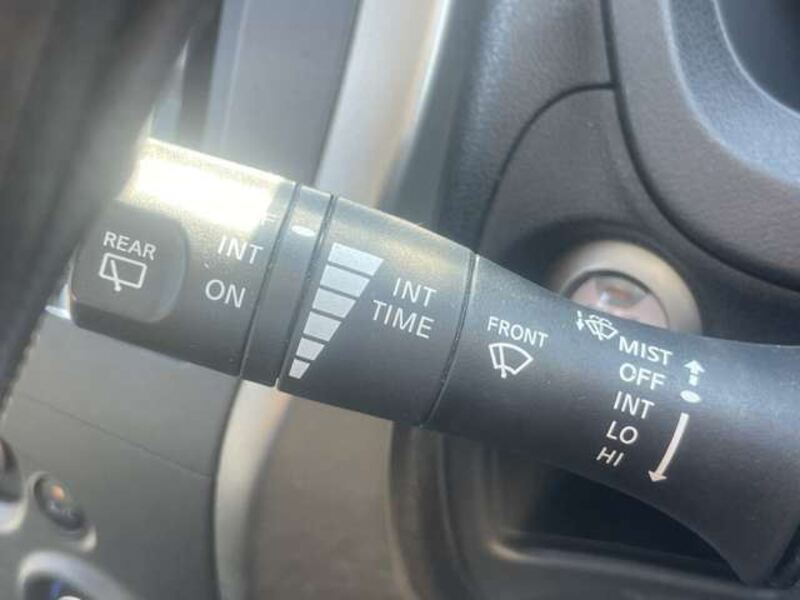 REAR
INT
ON
INT
TIME
FRONT
MIST
OFF
INT
LO
HI